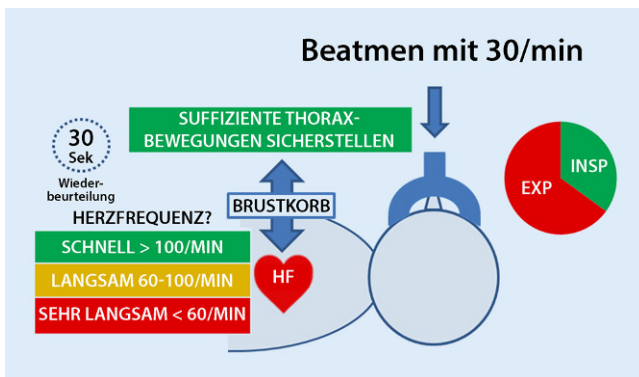 Beatmen mit 30/min
SUFFIZIENTE THORAX-
BEWEGUNGEN SICHERSTELLEN
30
Sek
Wieder-
beurteilung
INSP
EXP
BRUSTKORB
HERZFREQUENZ?
SCHNELL > 100/MIN
LANGSAM 60-100/MIN
SEHR LANGSAM < 60/MIN
HF